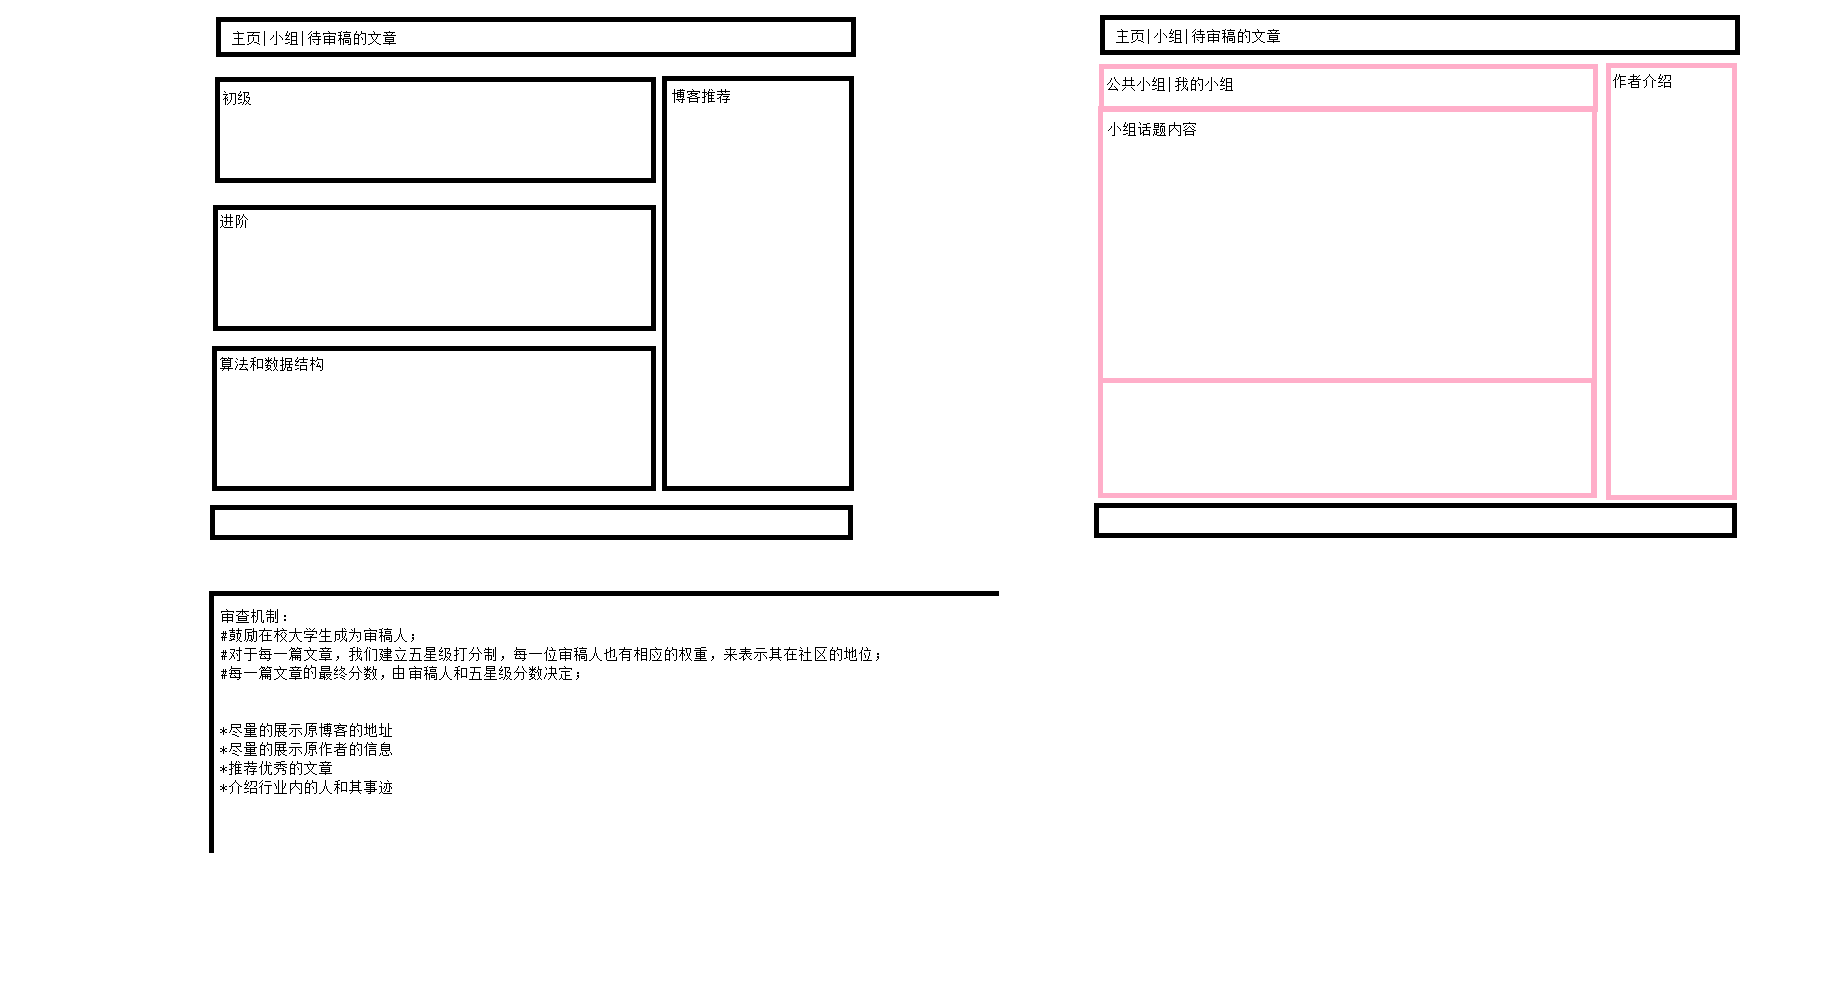 主页|小组|待审稿的文章
初级
进阶
算法和数据结构
博客推荐
主页|小组|待审稿的文章
公共小组|我的小组
小组话题内容
作者介绍
审查机制：
#鼓励在校大学生成为审稿人；
#对于每一篇文章，我们建立五星级打分制，每一位审稿人也有相应的权重，来表示其在社区的地位；
#每一篇文章的最终分数，由审稿人和五星级分数决定；
*尽量的展示原博客的地址
*尽量的展示原作者的信息
*推荐优秀的文章
*介绍行业内的人和其事迹